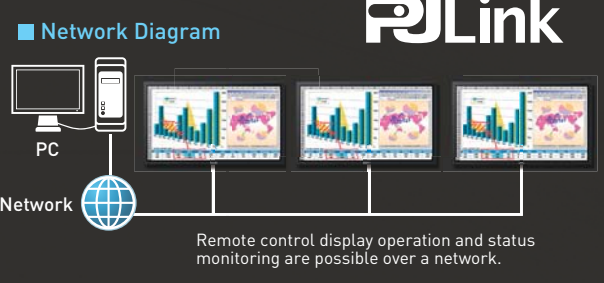 PJLink
■ Network Diagram
PC
Network
Remote control display operation and status
monitoring are possible over a network.